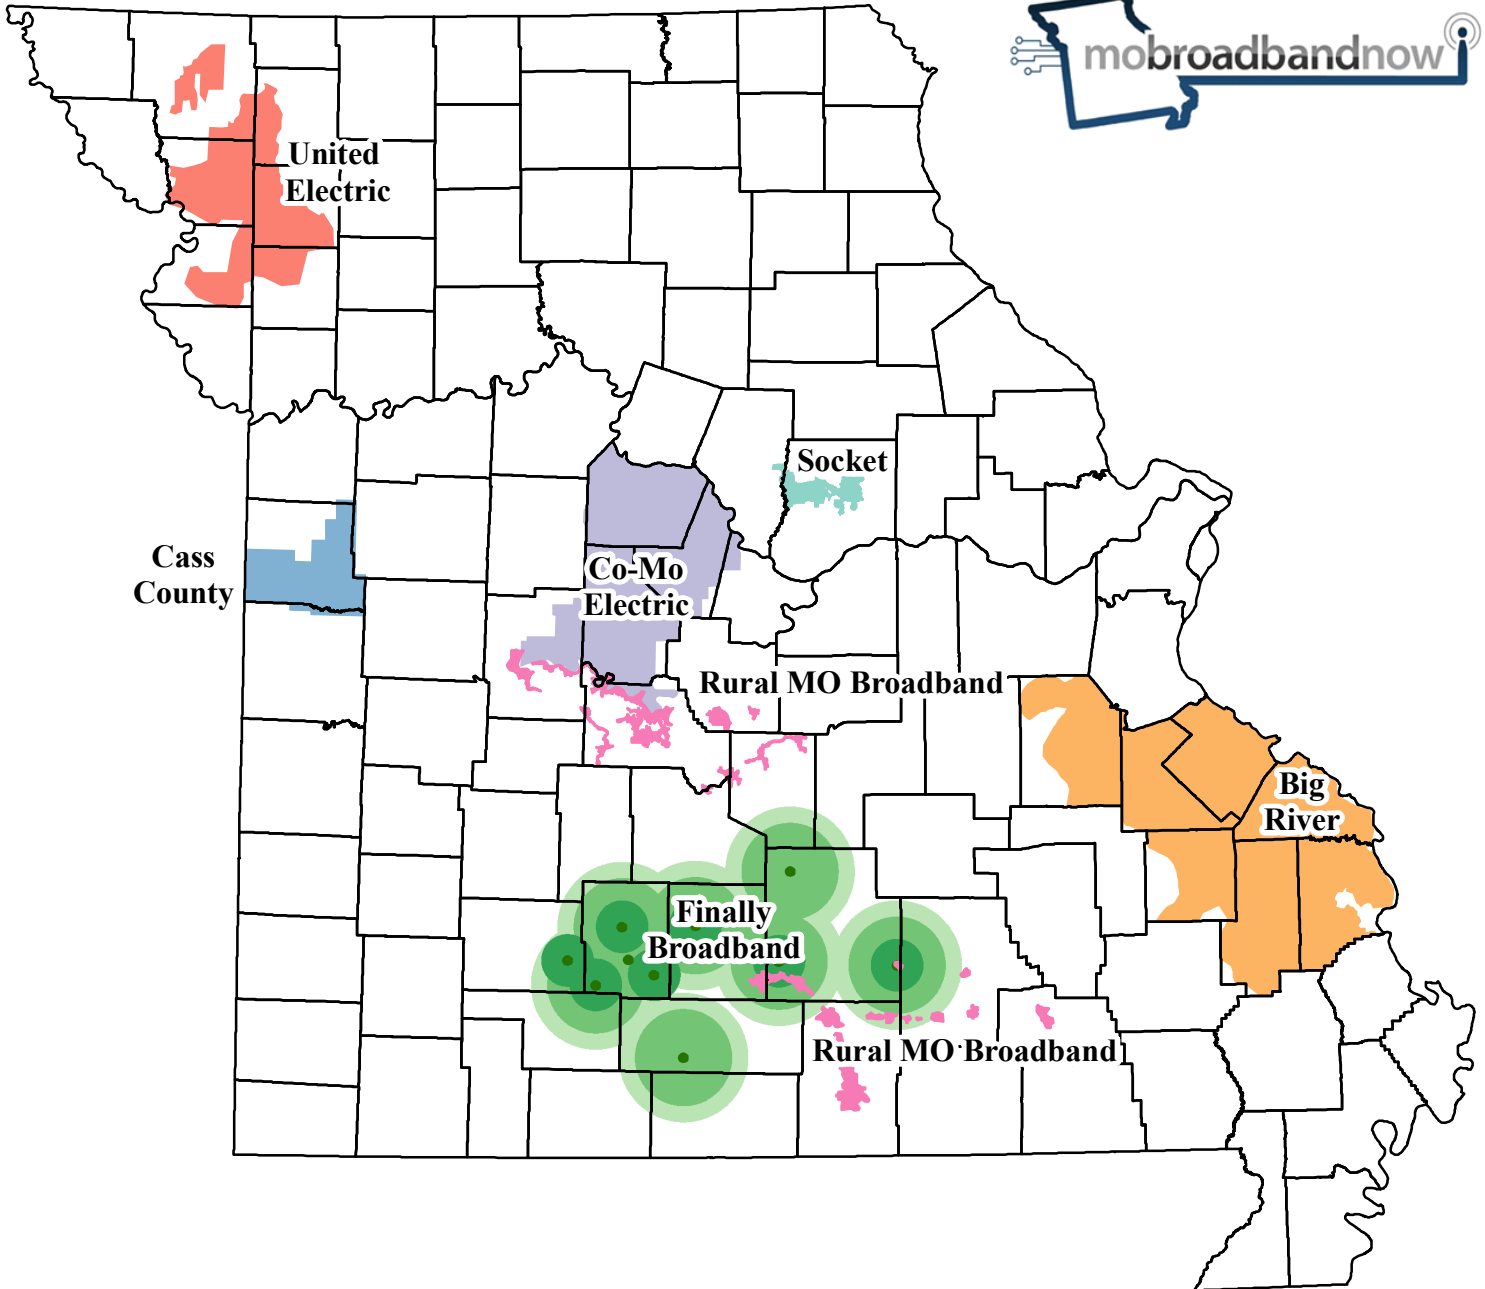 mobroadbandnow
United
Electric
Socket
Cass
County
Co-Mo
Electric
Rural MO Broadband
Big
River
Finally
Broadband
Rural MO Broadband